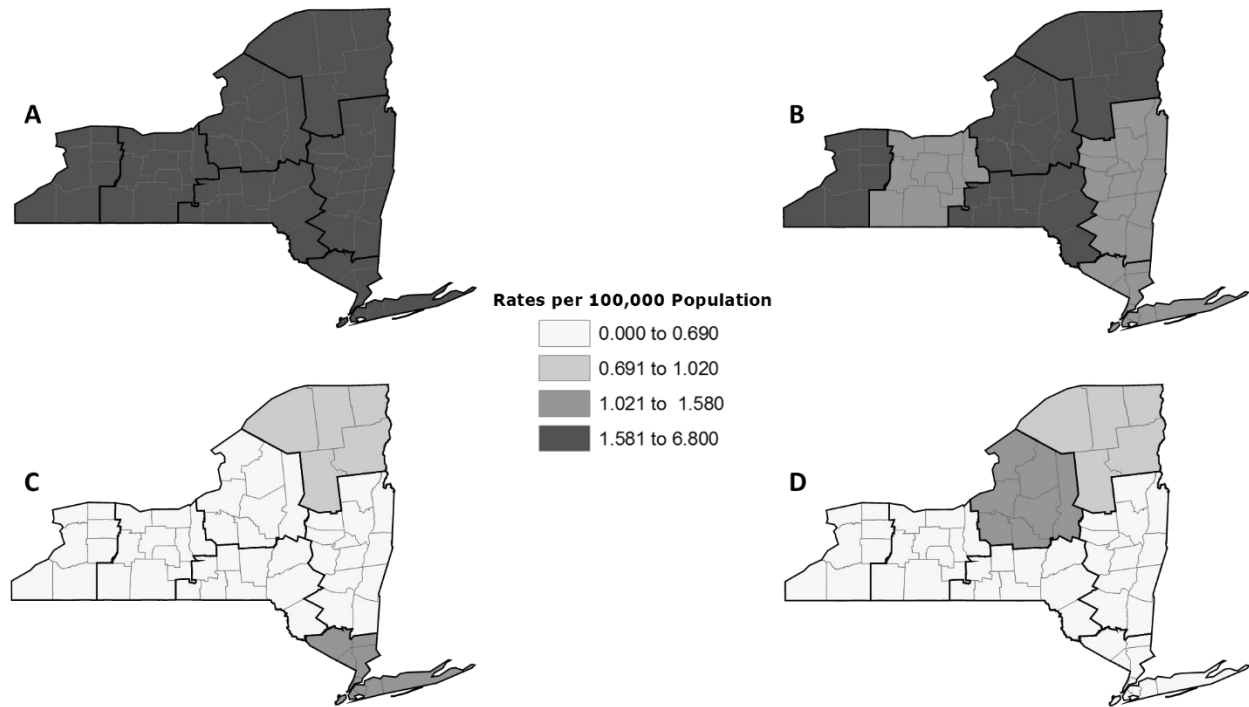 A
B
Rates per 100,000 Population
0.000 to 0.690
0.691 to 1.020
1.021 to 1.580
1.581 to 6.800
C
D